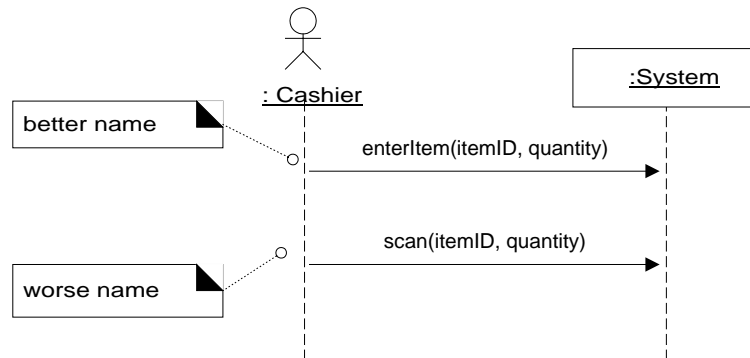 : Cashier
:System
better name
enterItem(itemID, quantity)
scan(itemID, quantity)
worse name